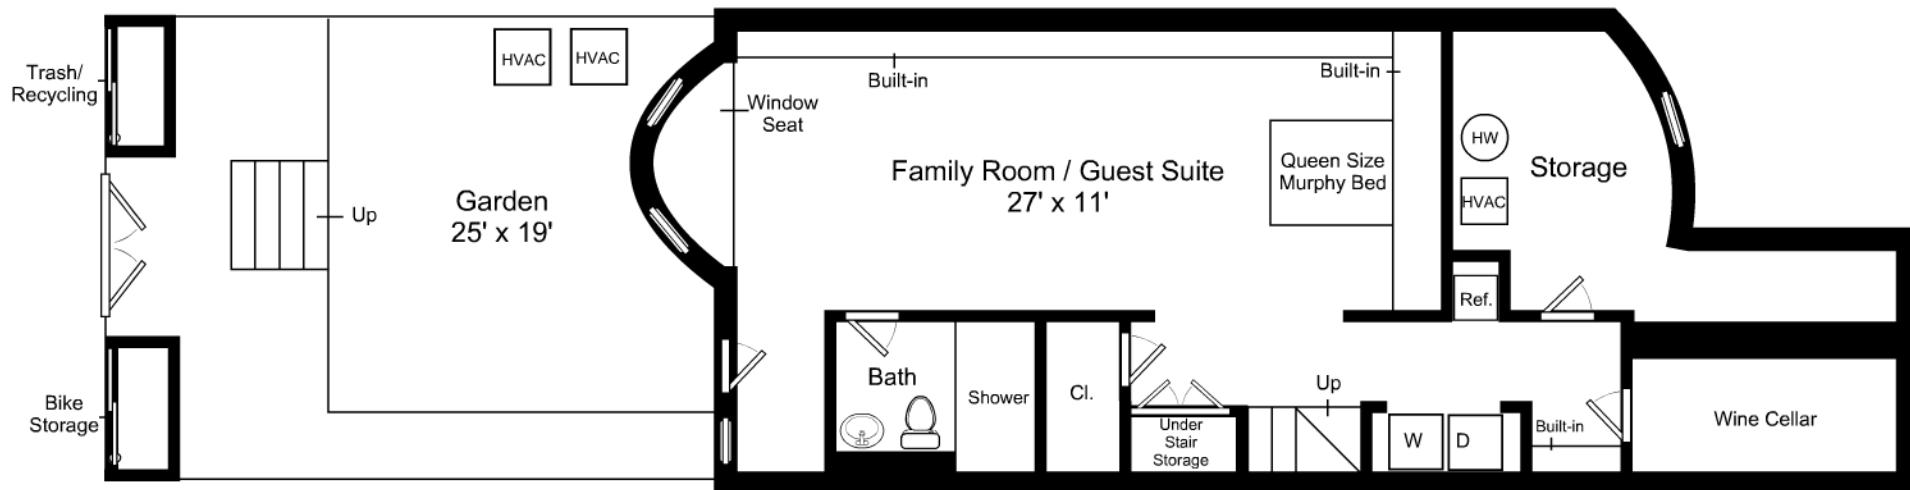 Trash/
Recycling
HVAC
HVAC
Up
Garden
25' x 19'
Bike
Storage
Window
Seat
Built-in
Built-in
Family Room / Guest Suite
27' x 11'
Queen Size
Murphy Bed
HW
HVAC
Storage
Ref.
Bath
Shower
Cl.
Under
Stair
Storage
Up
W
D
Built-in
Wine Cellar